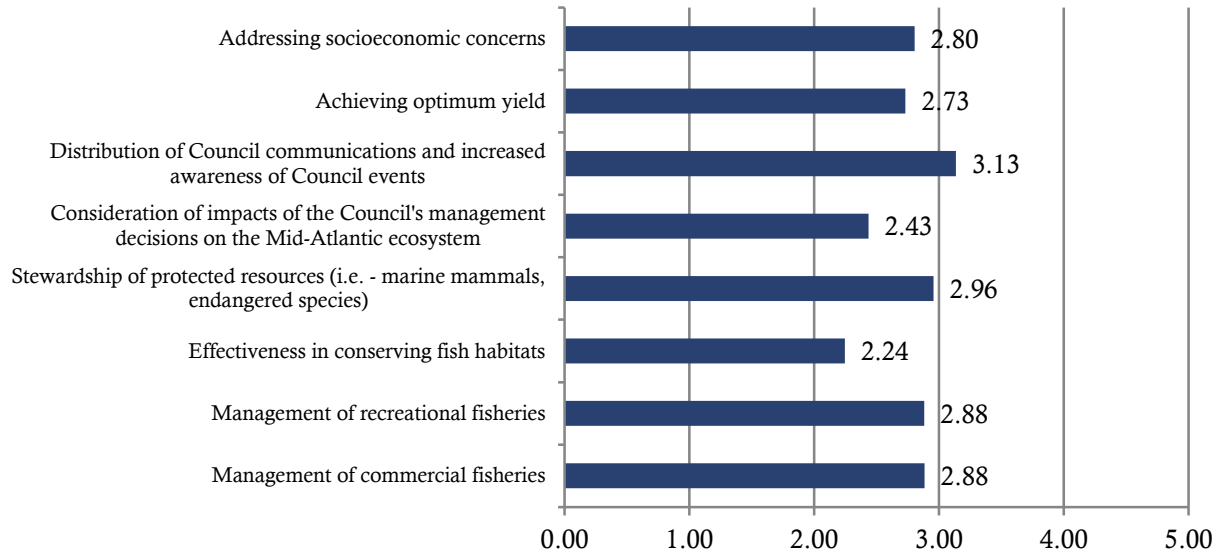 Addressing socioeconomic concerns
2.80
Achieving optimum yield
2.73
Distribution of Council communications and increased
awareness of Council events
3.13
Consideration of impacts of the Council's management
decisions on the Mid-Atlantic ecosystem
2.43
Stewardship of protected resources (i.e. - marine mammals,
endangered species)
2.96
Effectiveness in conserving fish habitats
2.24
Management of recreational fisheries
2.88
Management of commercial fisheries
2.88
0.00 1.00 2.00 3.00 4.00 5.00